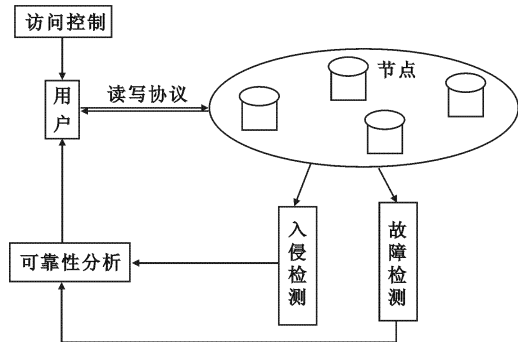 访问控制
节点
用户
读写协议
入侵检测
故障检测
可靠性分析